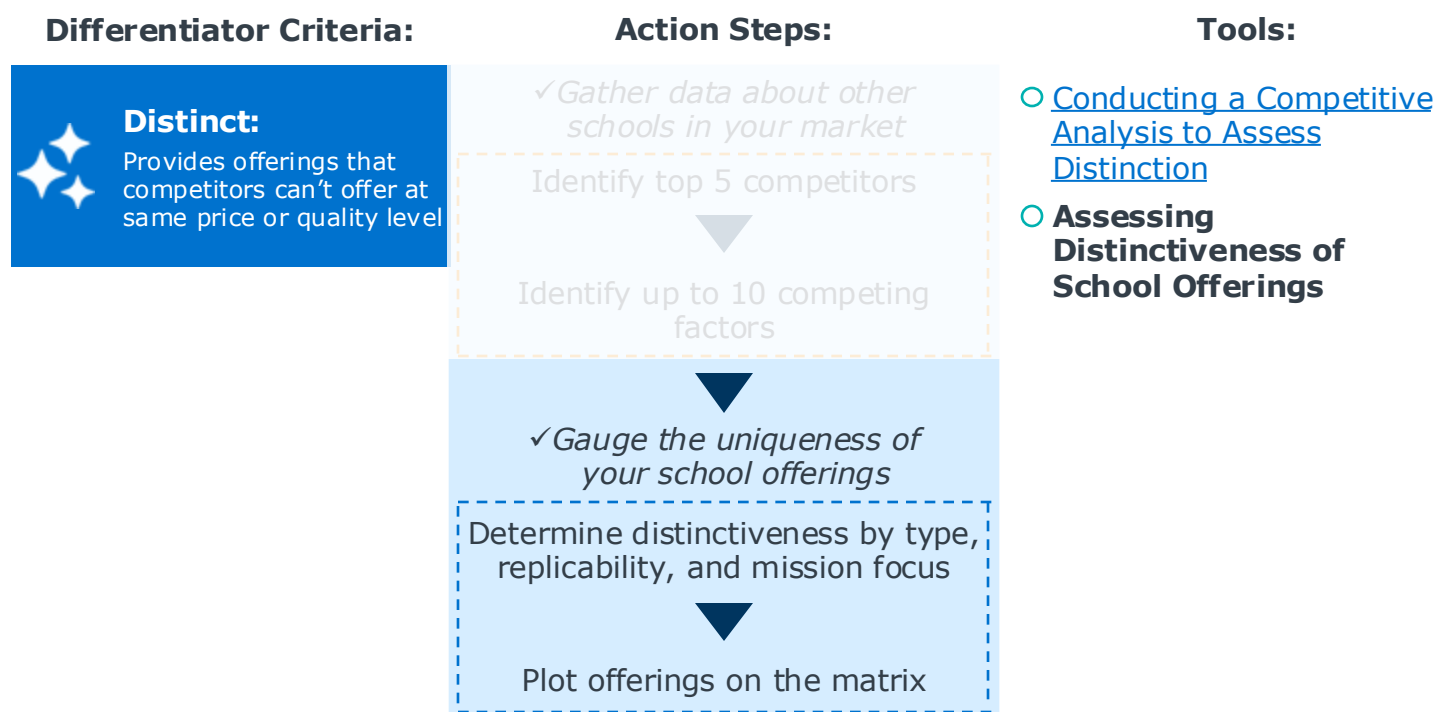 Differentiator Criteria:
Action Steps:
Tools:
Distinct:
Provides offerings that
competitors can’t offer at
same price or quality level
✓Gather data about other
schools in your market
Identify top 5 competitors
Identify up to 10 competing
factors
✓Gauge the uniqueness of
your school offerings
Determine distinctiveness by type,
replicability, and mission focus
Plot offerings on the matrix
Conducting a Competitive
Analysis to Assess
Distinction
Assessing
Distinctiveness of
School Offerings